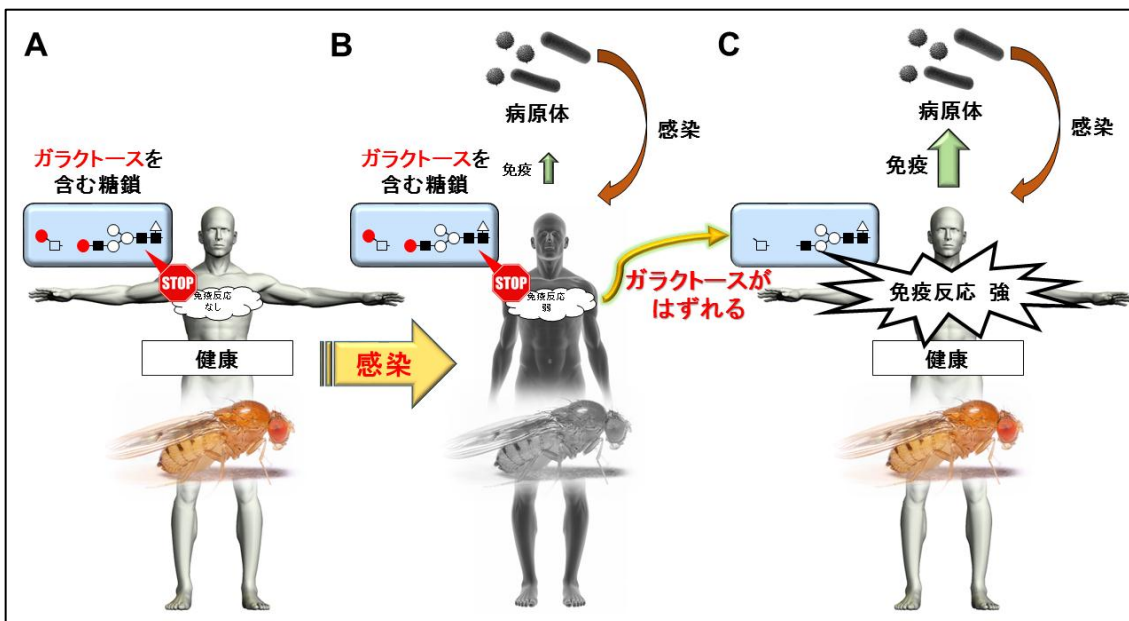 A
ガラクトースを
含む糖鎖
STOP
免疫反応
なし
健康
感染
B
病原体
感染
免疫
ガラクトースを
含む糖鎖
STOP
免疫反応
弱
ガラクトースが
はずれる
C
病原体
感染
免疫
免疫反応 強
健康